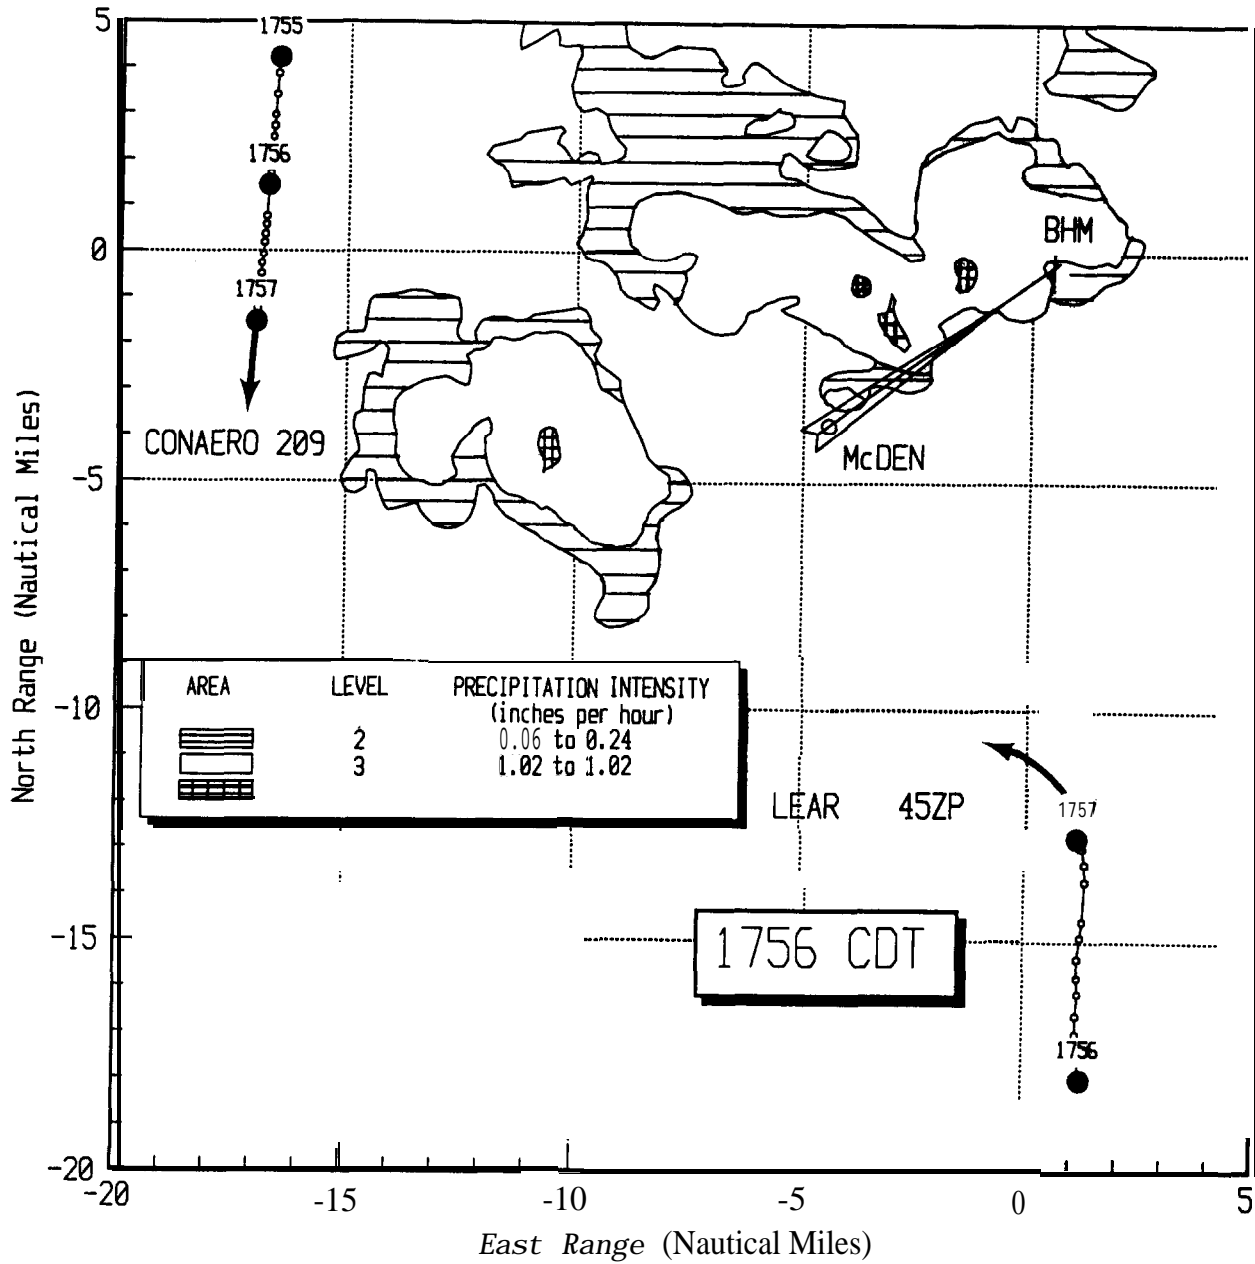 5
1755
1756
0
BHM
1757
CONAERO 209
McDEN
-5
North Range (Nautical Miles)
AREA LEVEL PRECIPITATION INTENSITY
(inches per hour)
2 0.06 to 0.24
3 1.02 to 1.02
-10
LEAR 45ZP
1757
1756 CDT
-15
1756
-20
-20 -15 -10 -5 0 5
East Range (Nautical Miles)